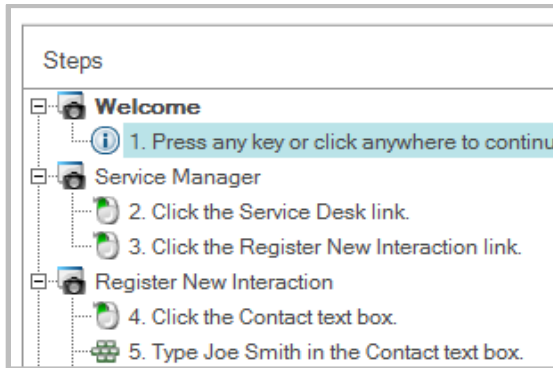 Steps
Welcome
1. Press any key or click anywhere to continu
Service Manager
2. Click the Service Desk link.
3. Click the Register New Interaction link.
Register New Interaction
4. Click the Contact text box.
5. Type Joe Smith in the Contact text box.